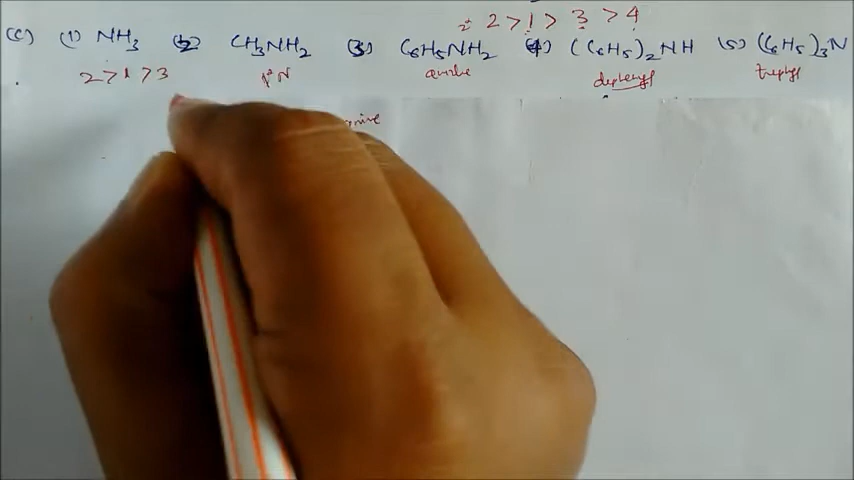 2 > 1 > 3 > 4
(c) (1) NH3 (2) CH3NH2 (3) C6H5NH2 (4) (C6H5)2NH (5) (C6H5)3N
2 > 1 > 3 1° N